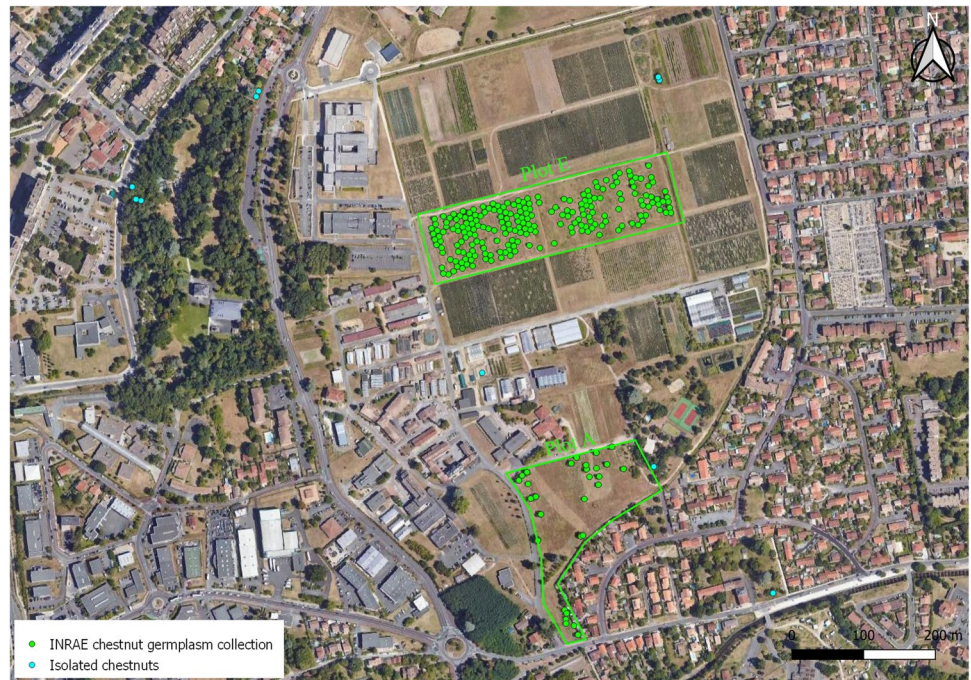 N
Plot E
Plot A
0 100 200 m
INRAE chestnut germplasm collection
Isolated chestnuts